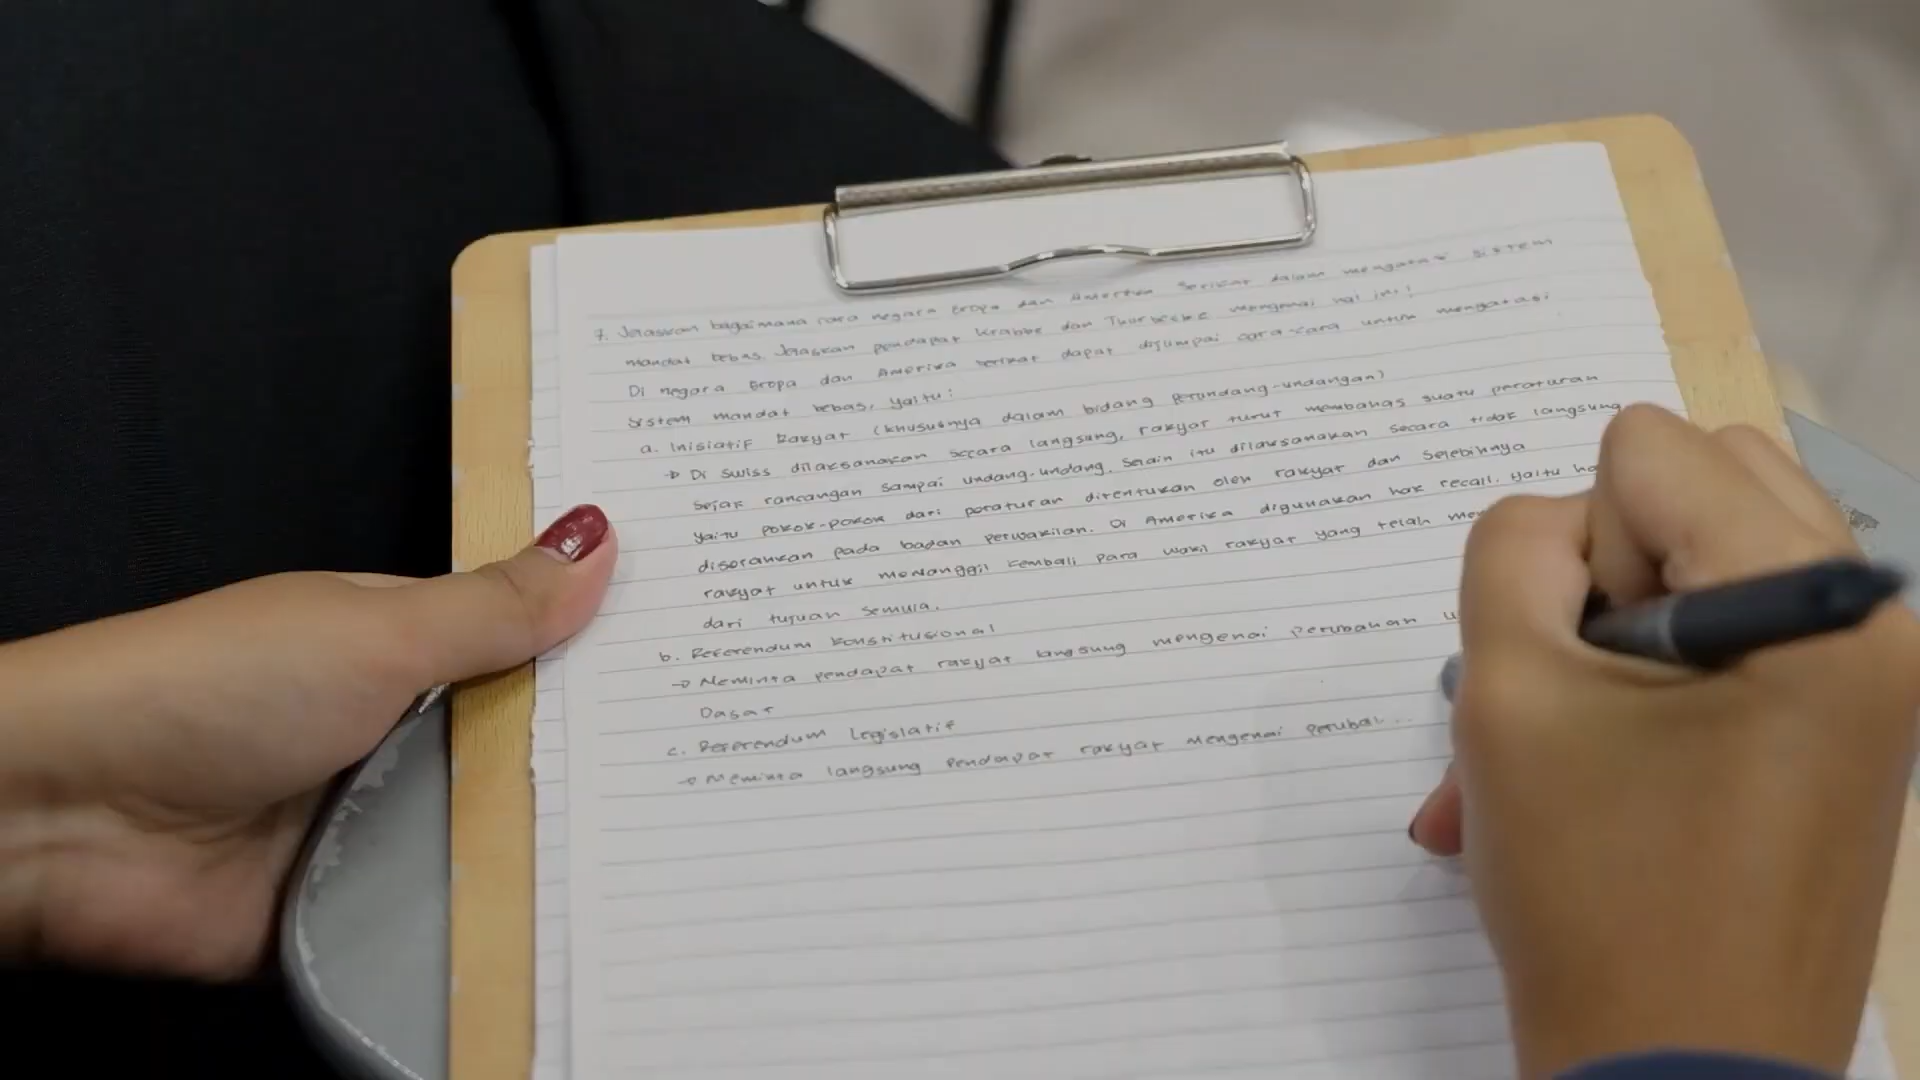 7. Jelaskan bagaimana cara negara Eropa dan Amerika Serikat dalam mengatasi sistem
mandat bebas. Jelaskan pendapat Krabbe dan Thorbecke mengenai hal ini!
Di negara Eropa dan Amerika Serikat dapat dijumpai cara-cara untuk mengatasi
sistem mandat bebas, yaitu:
a. Inisiatif Rakyat (khususnya dalam bidang perundang-undangan)
→ Di Swiss dilaksanakan secara langsung, rakyat turut membahas suatu peraturan
sejak rancangan sampai undang-undang. Selain itu dilaksanakan secara tidak langsung
yaitu pokok-pokok dari peraturan ditentukan oleh rakyat dan selebihnya
diserahkan pada badan perwakilan. Di Amerika digunakan hak recall. Yaitu ha
rakyat untuk memanggil kembali para wakil rakyat yang telah men
dari tujuan semula.
b. Referendum Konstitusional
→ Meminta pendapat rakyat langsung mengenai perubahan U
Dasar
c. Referendum Legislatif
→ Meminta langsung pendapat rakyat mengenai perubah